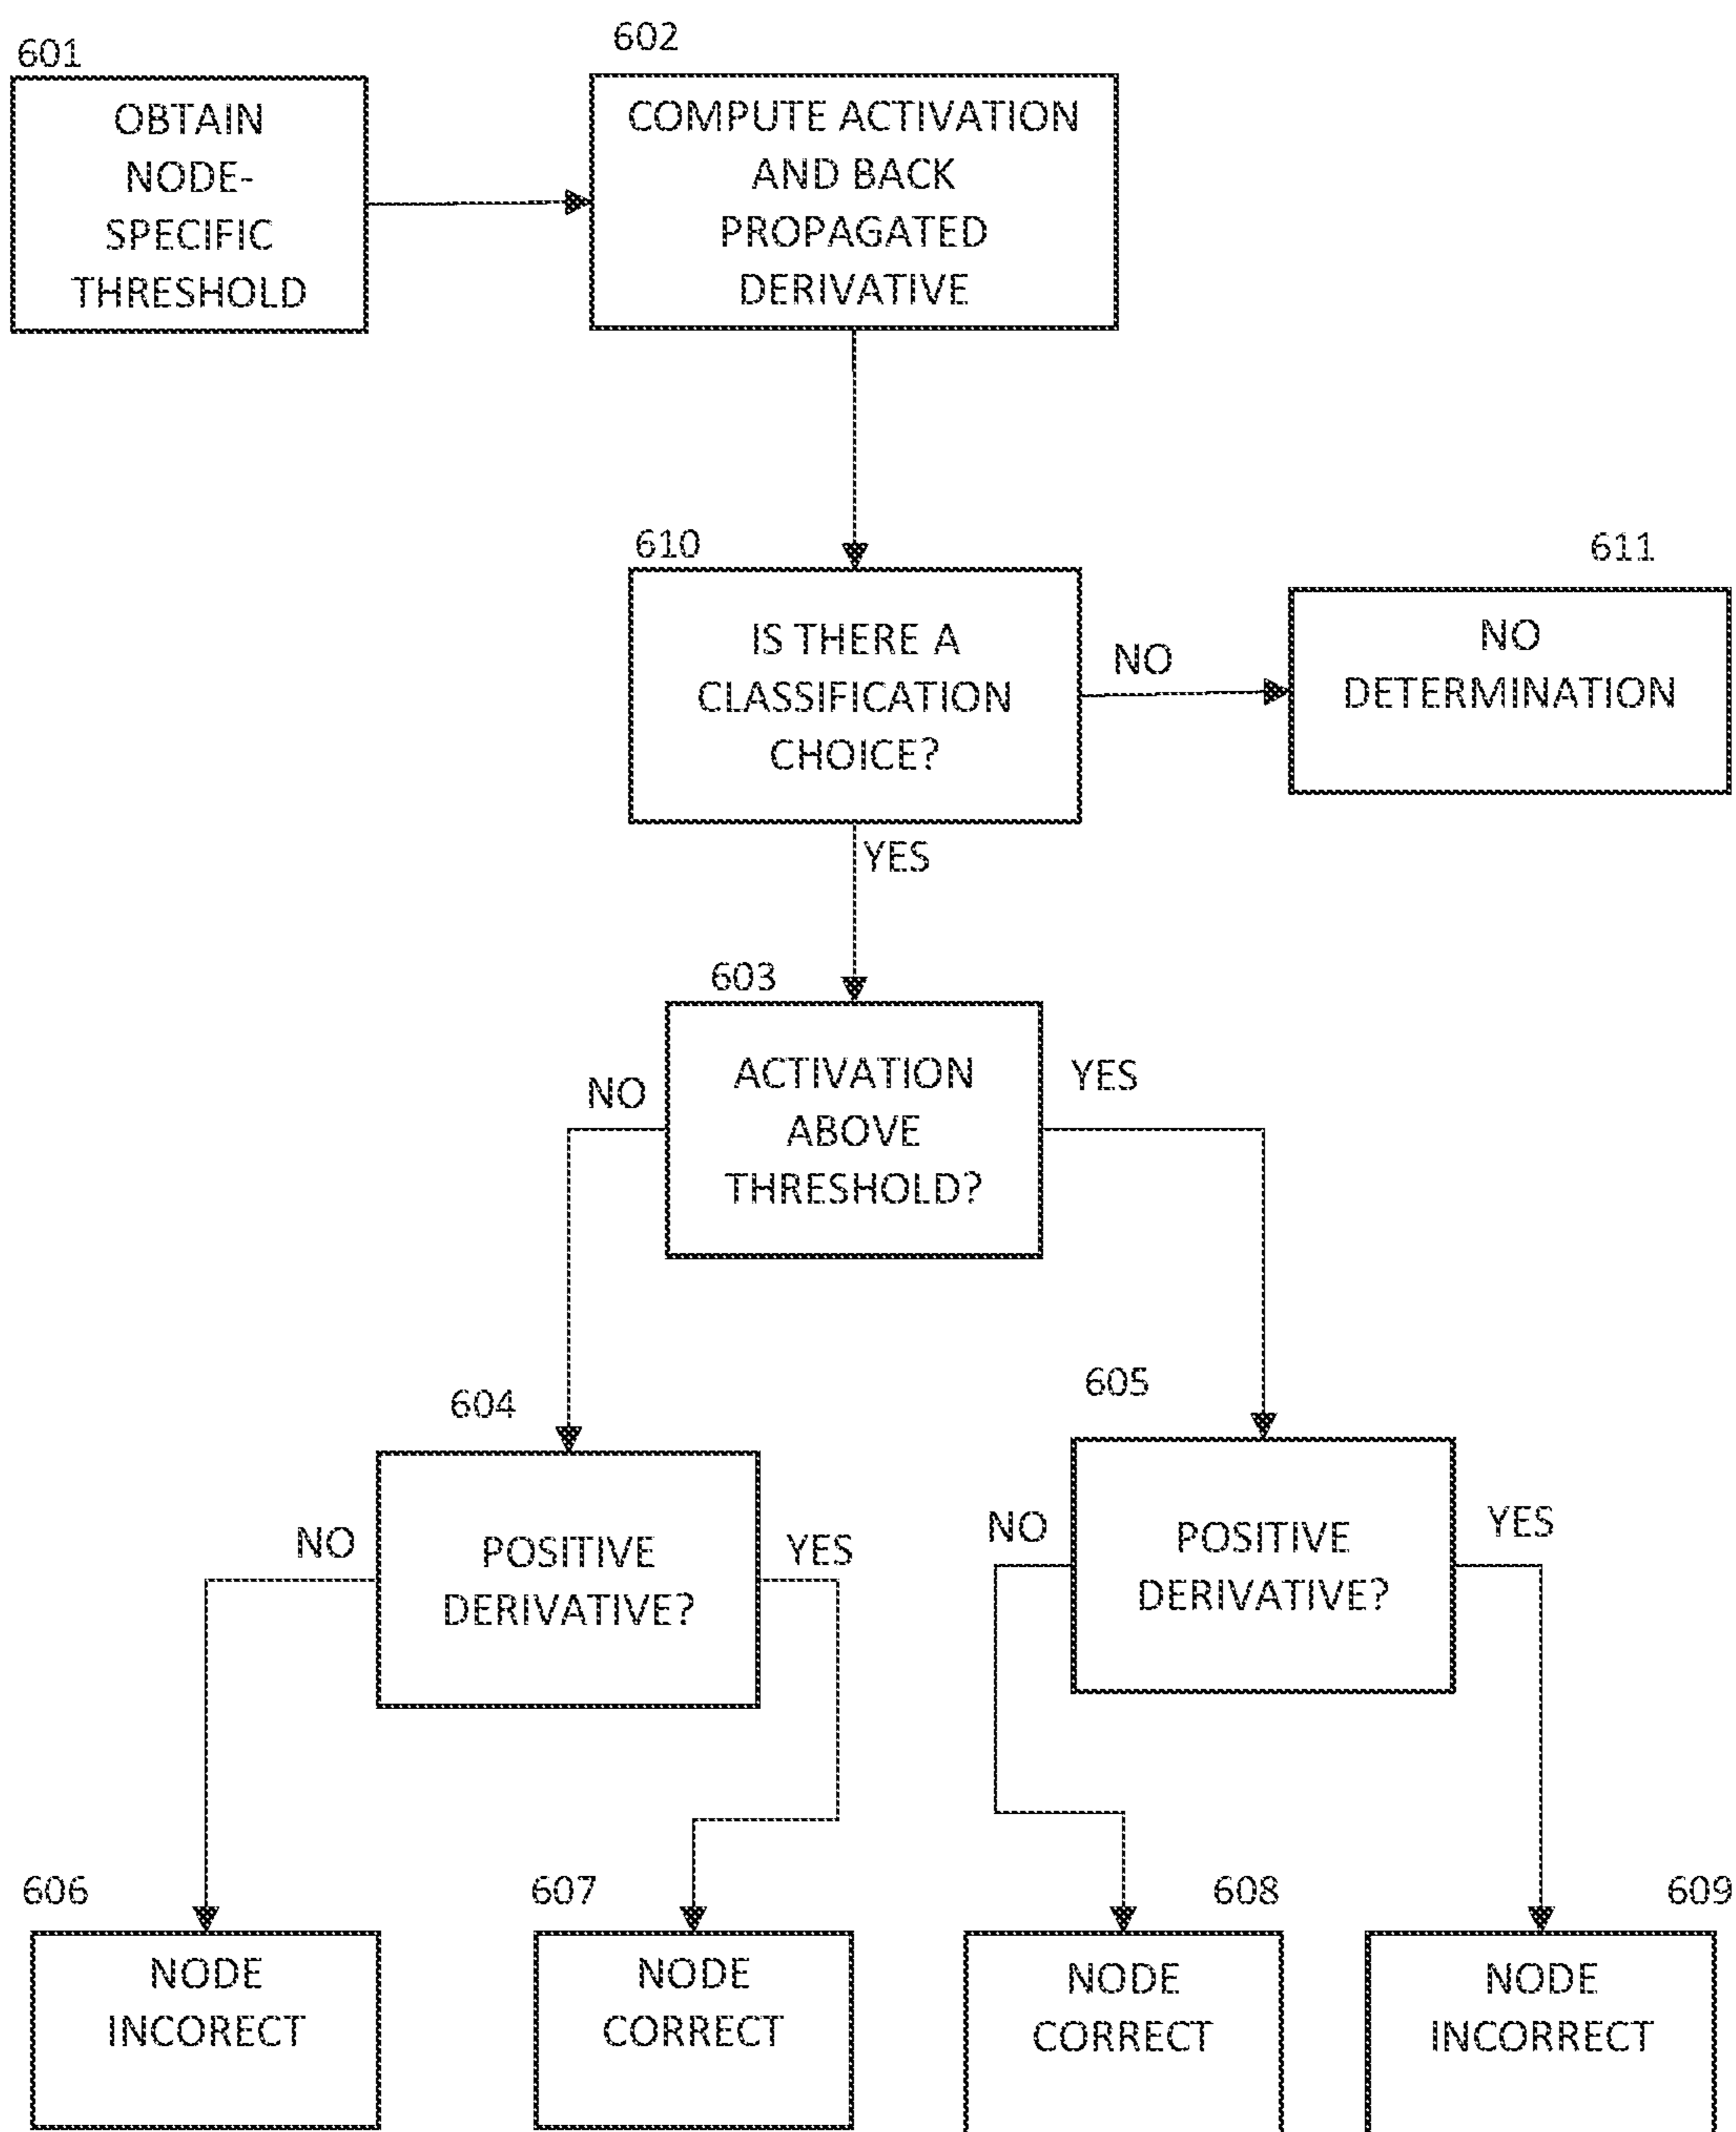 601
OBTAIN
NODE-
SPECIFIC
THRESHOLD
602
COMPUTE ACTIVATION
AND BACK
PROPAGATED
DERIVATIVE
610
IS THERE A
CLASSIFICATION
CHOICE?
NO
611
NO
DETERMINATION
YES
603
ACTIVATION
ABOVE
THRESHOLD?
NO
YES
604
POSITIVE
DERIVATIVE?
NO
YES
605
POSITIVE
DERIVATIVE?
NO
YES
606
NODE
INCORECT
607
NODE
CORRECT
608
NODE
CORRECT
609
NODE
INCORRECT